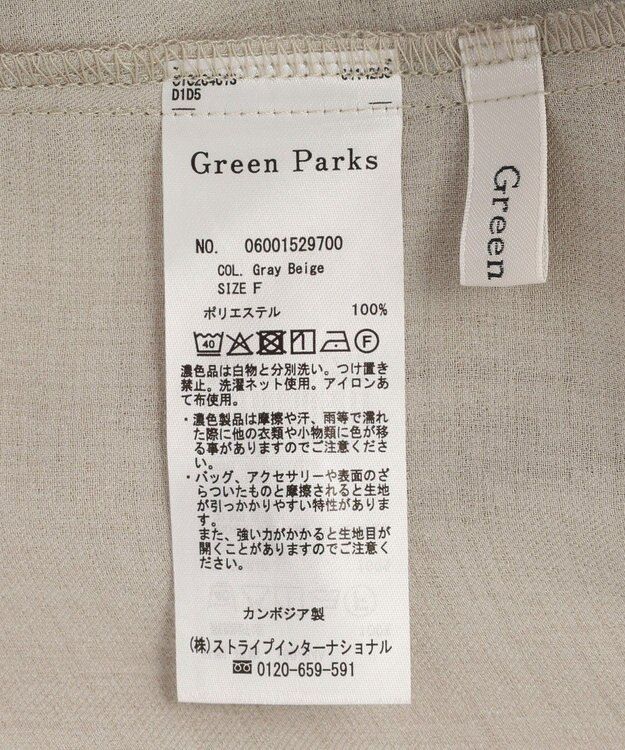 D1D5
Green Parks
NO. 06001529700
COL. Gray Beige
SIZE F
ポリエステル 100%
40 F
濃色品は白物と分別洗い。つけ置き
禁止。洗濯ネット使用。アイロンあ
て布使用。
・濃色製品は摩擦や汗、雨等で濡れ
た際に他の衣類や小物類に色が移
る事がありますのでご注意くださ
い。
・バッグ、アクセサリーや表面のざ
らついたものと摩擦されると生地
が引っかかりやすい特性がありま
す。
また、強い力がかかると生地目が
開くことがありますのでご注意く
ださい。
カンボジア製
(株)ストライプインターナショナル
0120-659-591
Green